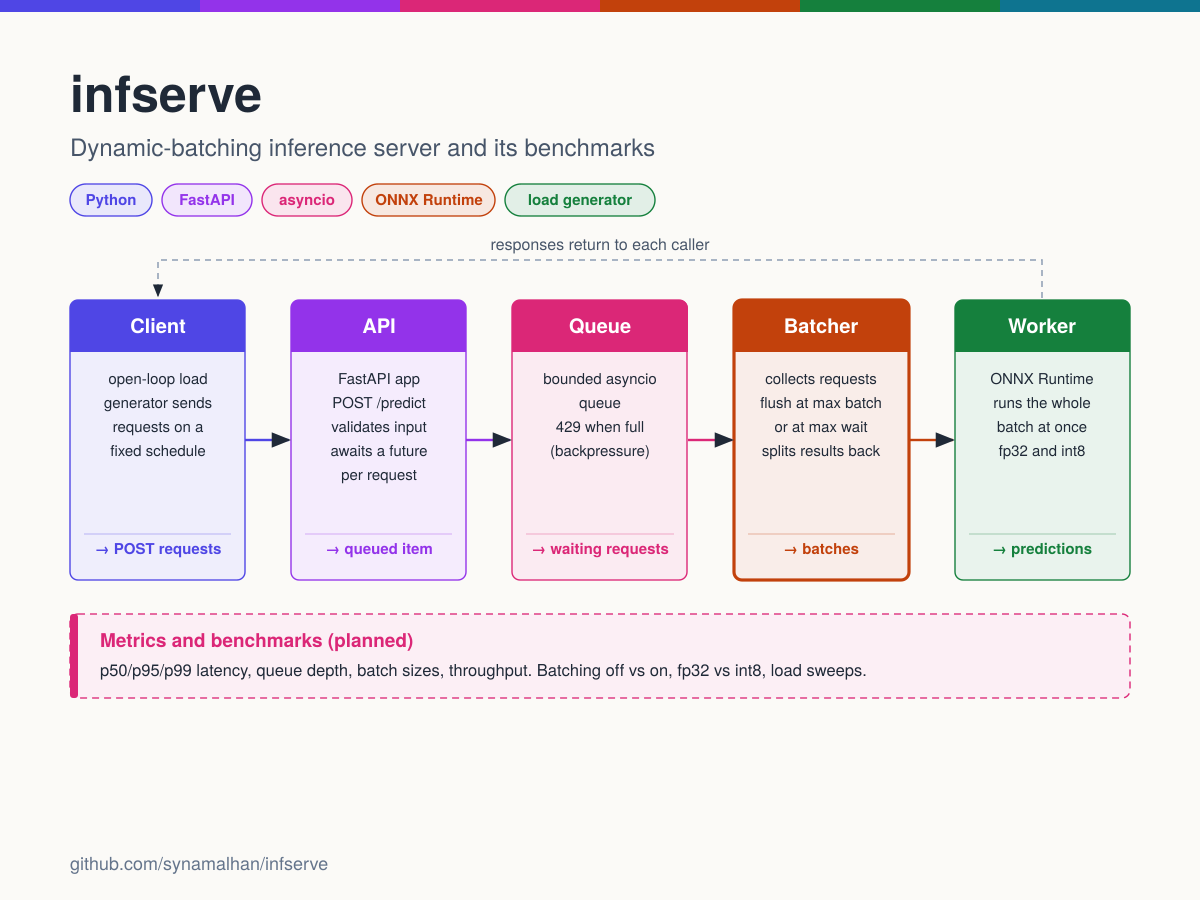 infserve
Dynamic-batching inference server and its benchmarks
Python FastAPI asyncio ONNX Runtime load generator
responses return to each caller
Client
open-loop load
generator sends
requests on a
fixed schedule
→ POST requests
API
FastAPI app
POST /predict
validates input
awaits a future
per request
→ queued item
Queue
bounded asyncio
queue
429 when full
(backpressure)
→ waiting requests
Batcher
collects requests
flush at max batch
or at max wait
splits results back
→ batches
Worker
ONNX Runtime
runs the whole
batch at once
fp32 and int8
→ predictions
Metrics and benchmarks (planned)
p50/p95/p99 latency, queue depth, batch sizes, throughput. Batching off vs on, fp32 vs int8, load sweeps.
github.com/synamalhan/infserve